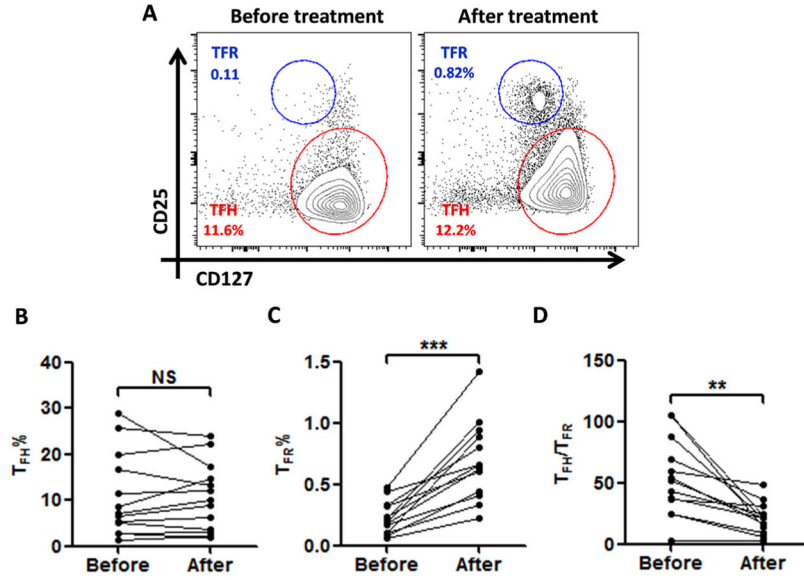 A
Before treatment
After treatment
TFR
0.11
TFR
0.82%
CD25
TFH
11.6%
TFH
12.2%
CD127
B
C
D
40
30
20
10
0
TFH%
NS
Before
After
1.5
1.0
0.5
0.0
TFR%
***
Before
After
150
100
50
0
TFH/TFR
**
Before
After